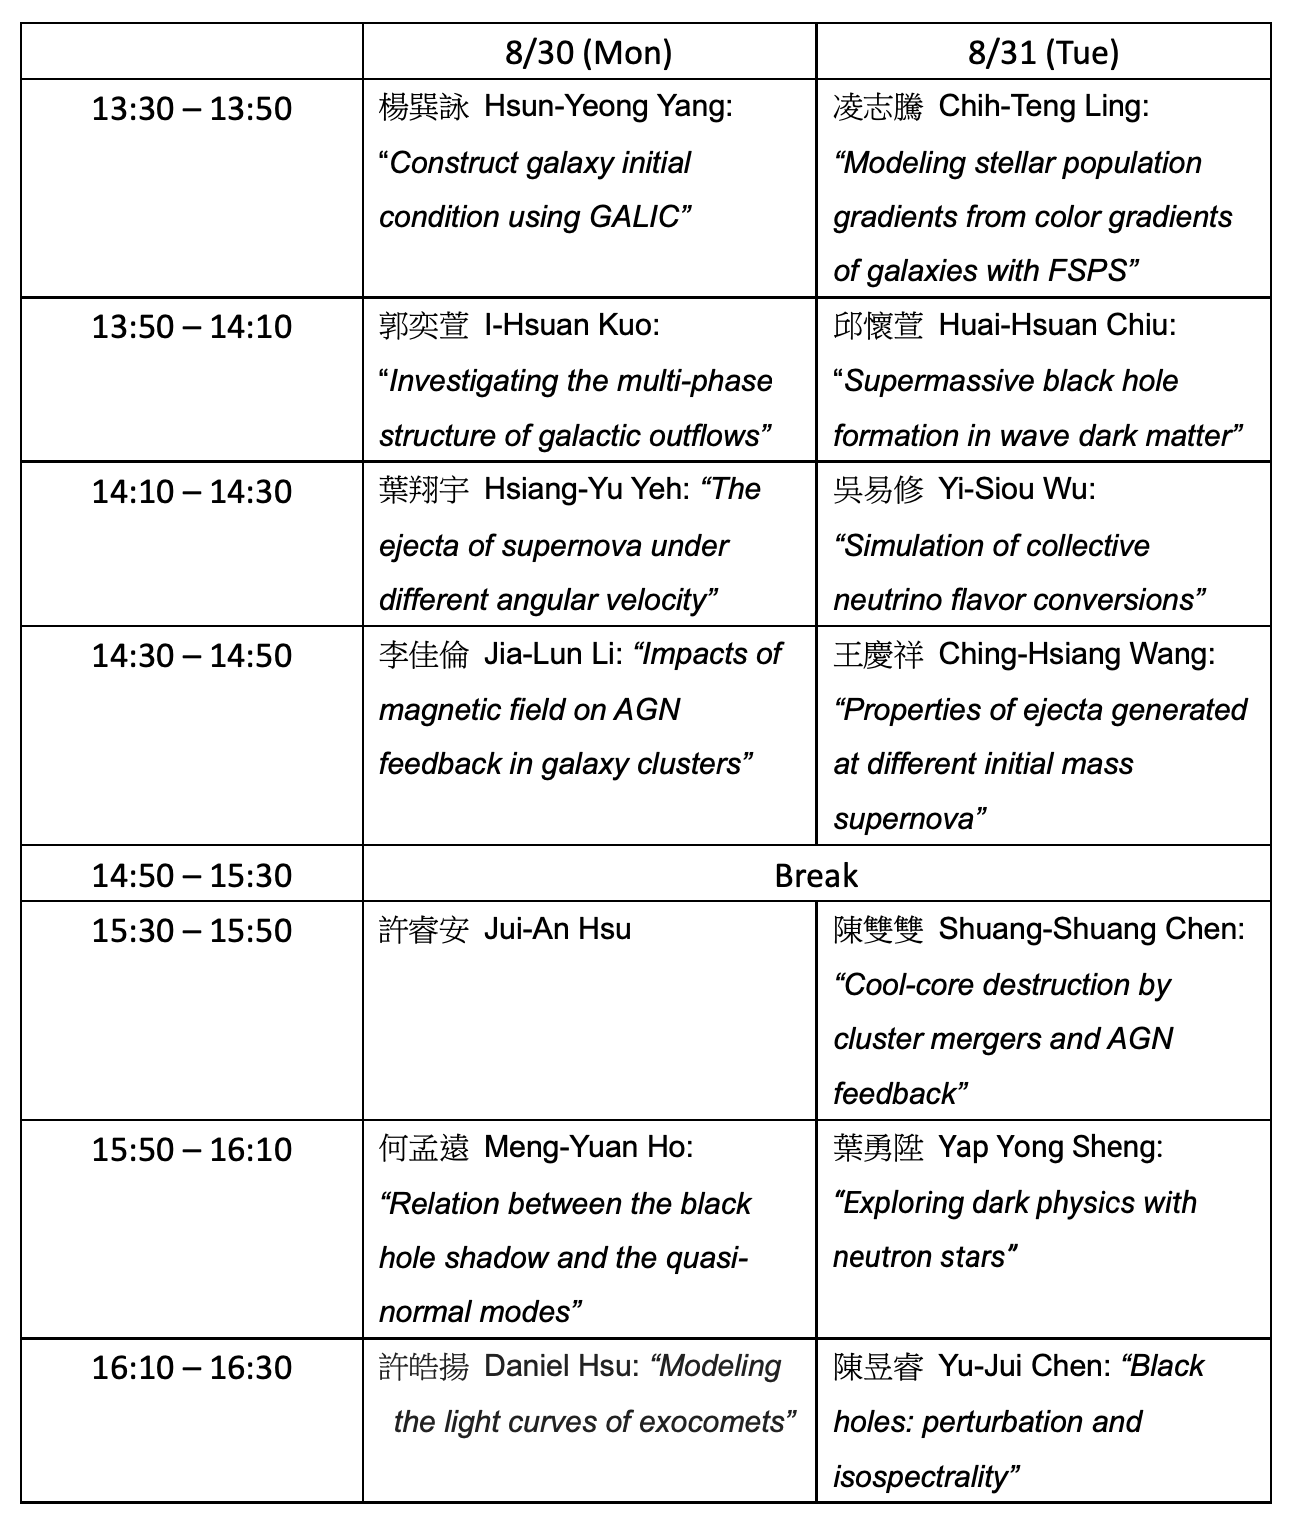 8/30 (Mon) 8/31 (Tue)
13:30 – 13:50
楊巽詠 Hsun-Yeong Yang:
“Construct galaxy initial
condition using GALIC”
凌志騰 Chih-Teng Ling:
“Modeling stellar population
gradients from color gradients
of galaxies with FSPS”
13:50 – 14:10
郭奕萱 I-Hsuan Kuo:
“Investigating the multi-phase
structure of galactic outflows”
邱懷萱 Huai-Hsuan Chiu:
“Supermassive black hole
formation in wave dark matter”
14:10 – 14:30
葉翔宇 Hsiang-Yu Yeh: “The
ejecta of supernova under
different angular velocity”
吳易修 Yi-Siou Wu:
“Simulation of collective
neutrino flavor conversions”
14:30 – 14:50
李佳倫 Jia-Lun Li: “Impacts of
magnetic field on AGN
feedback in galaxy clusters”
王慶祥 Ching-Hsiang Wang:
“Properties of ejecta generated
at different initial mass
supernova”
14:50 – 15:30
Break
15:30 – 15:50
許睿安 Jui-An Hsu
陳雙雙 Shuang-Shuang Chen:
“Cool-core destruction by
cluster mergers and AGN
feedback”
15:50 – 16:10
何孟遠 Meng-Yuan Ho:
“Relation between the black
hole shadow and the quasi-
normal modes”
葉勇陞 Yap Yong Sheng:
“Exploring dark physics with
neutron stars”
16:10 – 16:30
許皓揚 Daniel Hsu: “Modeling
the light curves of exocomets”
陳昱睿 Yu-Jui Chen: “Black
holes: perturbation and
isospectrality”